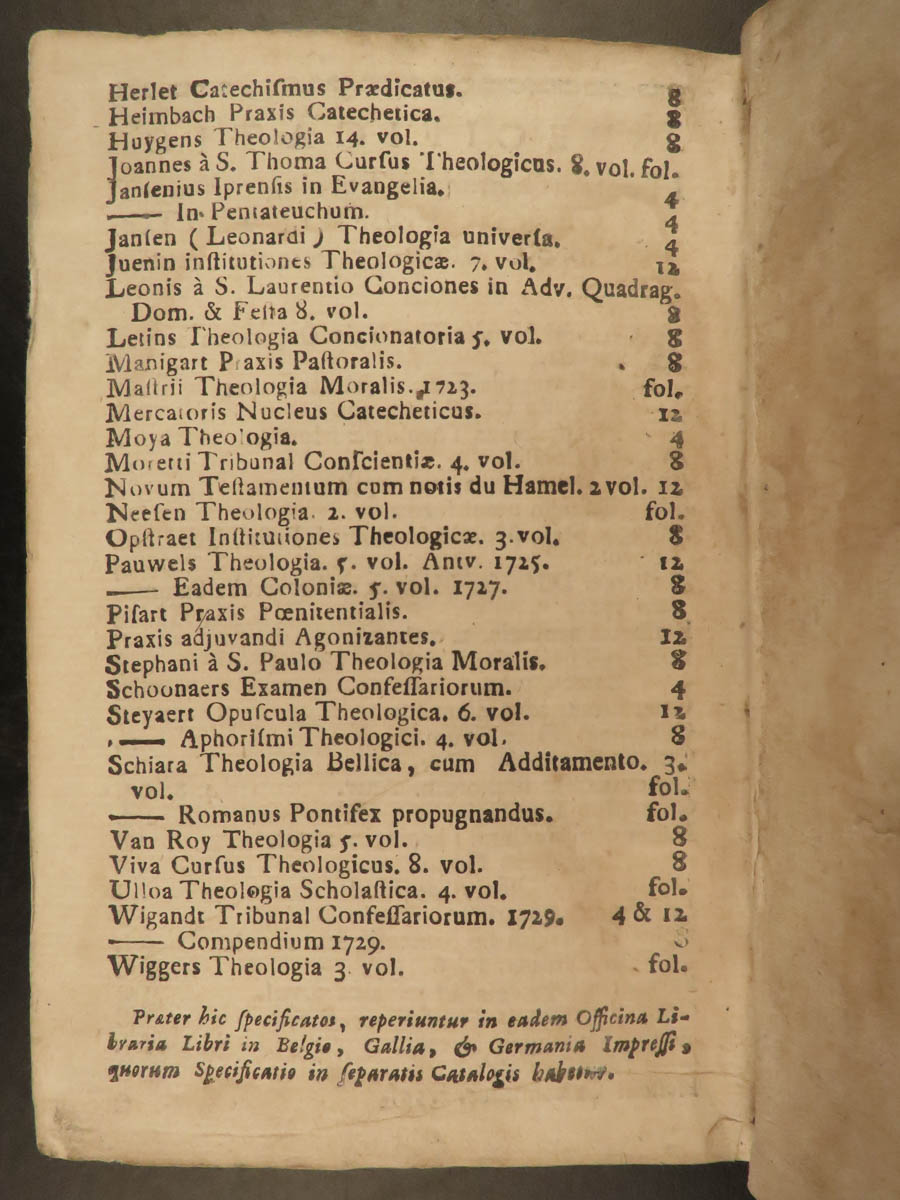 Herlet Catechiſmus Prædicatus. 8
Heimbach Praxis Catechetica. 8
Huygens Theologia 14. vol. 8
Joannes à S. Thoma Curſus Theologicus. 8. vol. fol.
Janſenius Iprenſis in Evangelia. 4
—— In Pentateuchum. 4
Janſen ( Leonardi ) Theologia univerſa. 4
Juenin inſtitutiones Theologicæ. 7. vol. 12
Leonis à S. Laurentio Conciones in Adv. Quadrag.
Dom. & Feſta 8. vol. 8
Letins Theologia Concionatoria 5. vol. 8
Manigart Praxis Paſtoralis. 8
Maſtrii Theologia Moralis. 1723. fol.
Mercatoris Nucleus Catecheticus. 12
Moya Theologia. 4
Moretti Tribunal Conſcientiæ. 4. vol. 8
Novum Teſtamentum cum notis du Hamel. 2 vol. 12
Neeſen Theologia. 2. vol. fol.
Opſtraet Inſtitutiones Theologicæ. 3. vol. 8
Pauwels Theologia. 5. vol. Antv. 1725. 12
—— Eadem Coloniæ. 5. vol. 1727. 8
Piſart Praxis Pœnitentialis. 8
Praxis adjuvandi Agonizantes. 12
Stephani à S. Paulo Theologia Moralis. 8
Schoonaers Examen Confeſſariorum. 4
Steyaert Opuſcula Theologica. 6. vol. 12
—— Aphoriſmi Theologici. 4. vol. 8
Schiara Theologia Bellica, cum Additamento. 3.
vol. fol.
—— Romanus Pontifex propugnandus. fol.
Van Roy Theologia 5. vol. 8
Viva Curſus Theologicus. 8. vol. 8
Ulloa Theologia Scholaſtica. 4. vol. fol.
Wigandt Tribunal Confeſſariorum. 1729. 4 & 12
—— Compendium 1729. 8
Wiggers Theologia 3 vol. fol.
Præter hic ſpecificatos, reperiuntur in eadem Officina Li-
braria Libri in Belgio, Gallia, & Germania Impreſſi,
quorum Specificatio in ſeparatis Catalogis habetur.